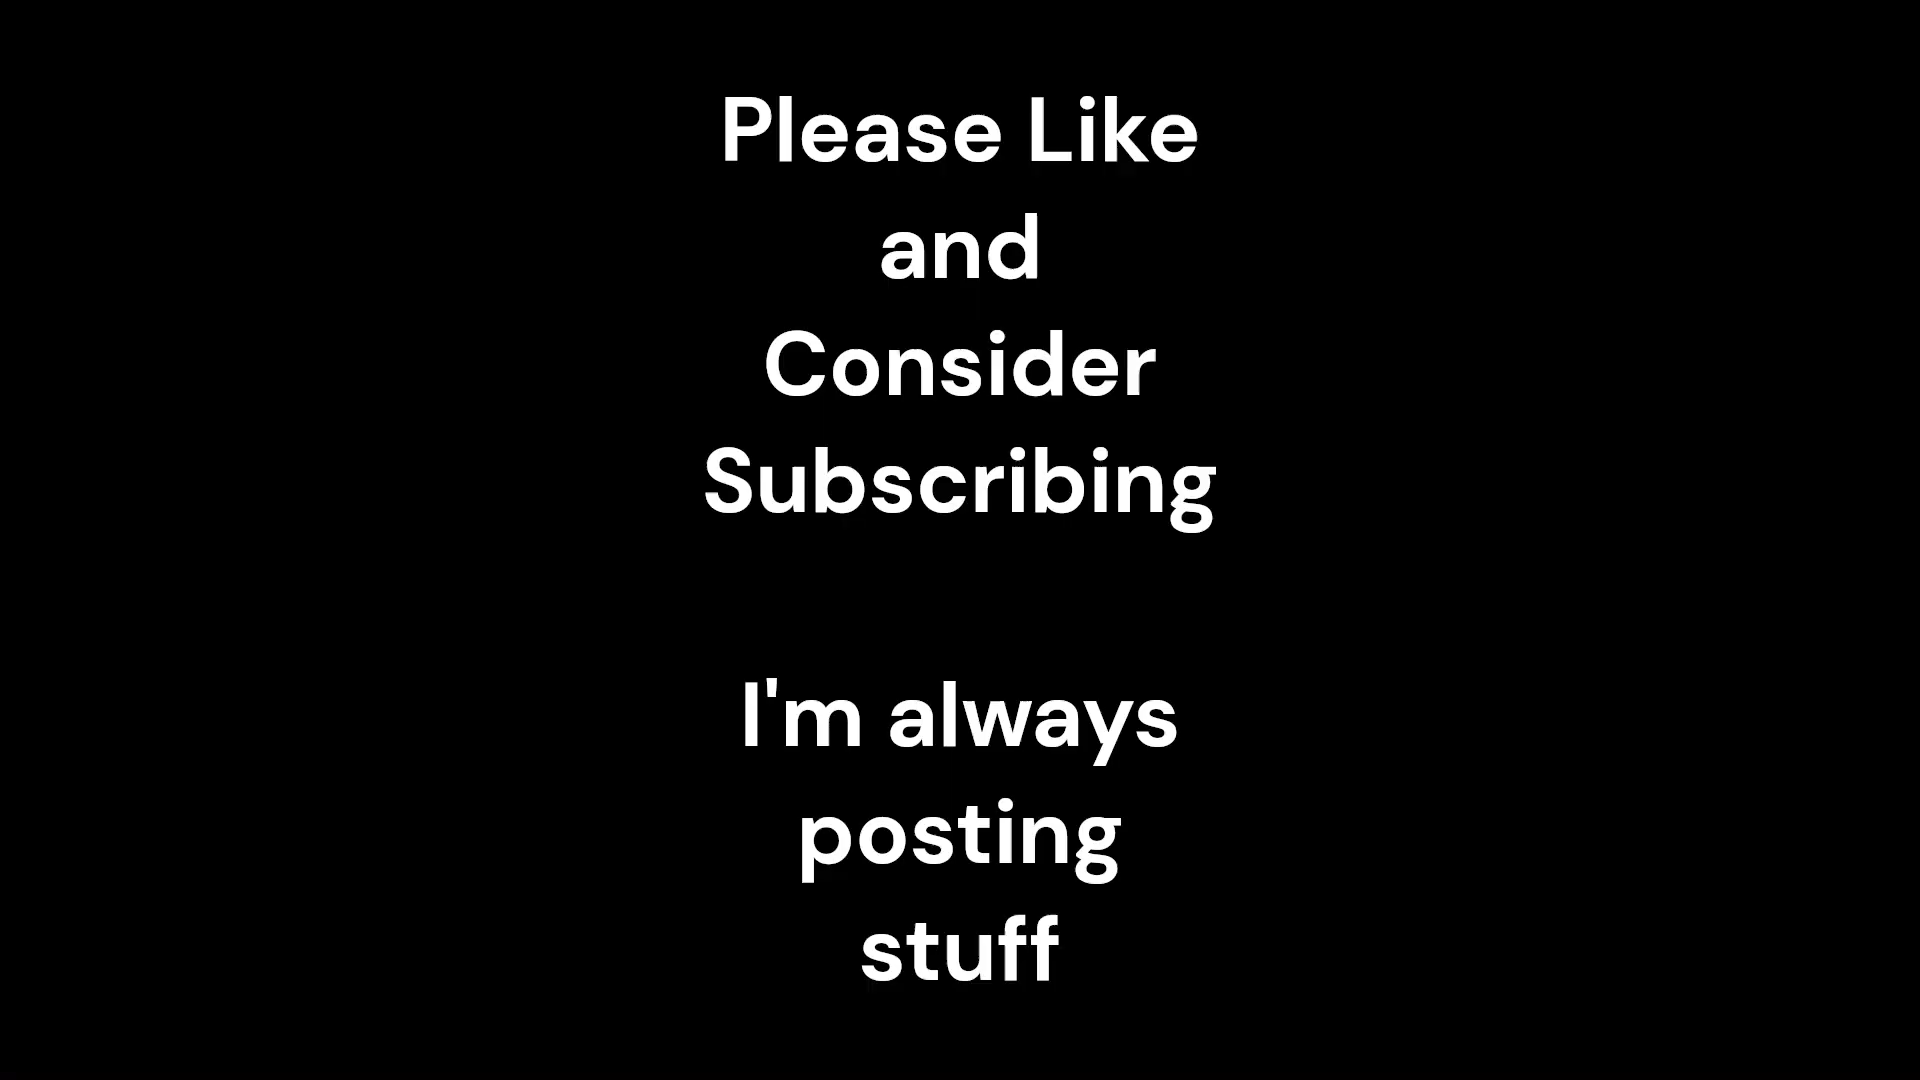 Please Like
and
Consider
Subscribing
I'm always
posting
stuff